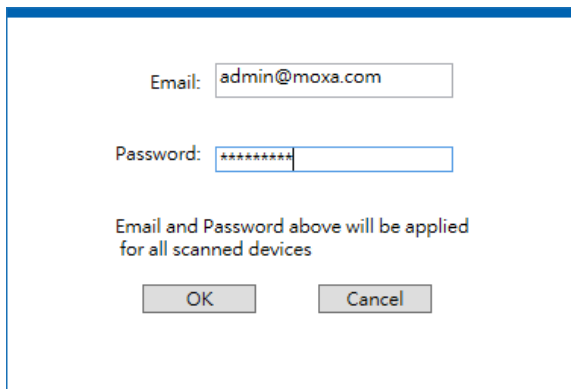 Email: admin@moxa.com
Password: *********
Email and Password above will be applied
for all scanned devices
OK Cancel